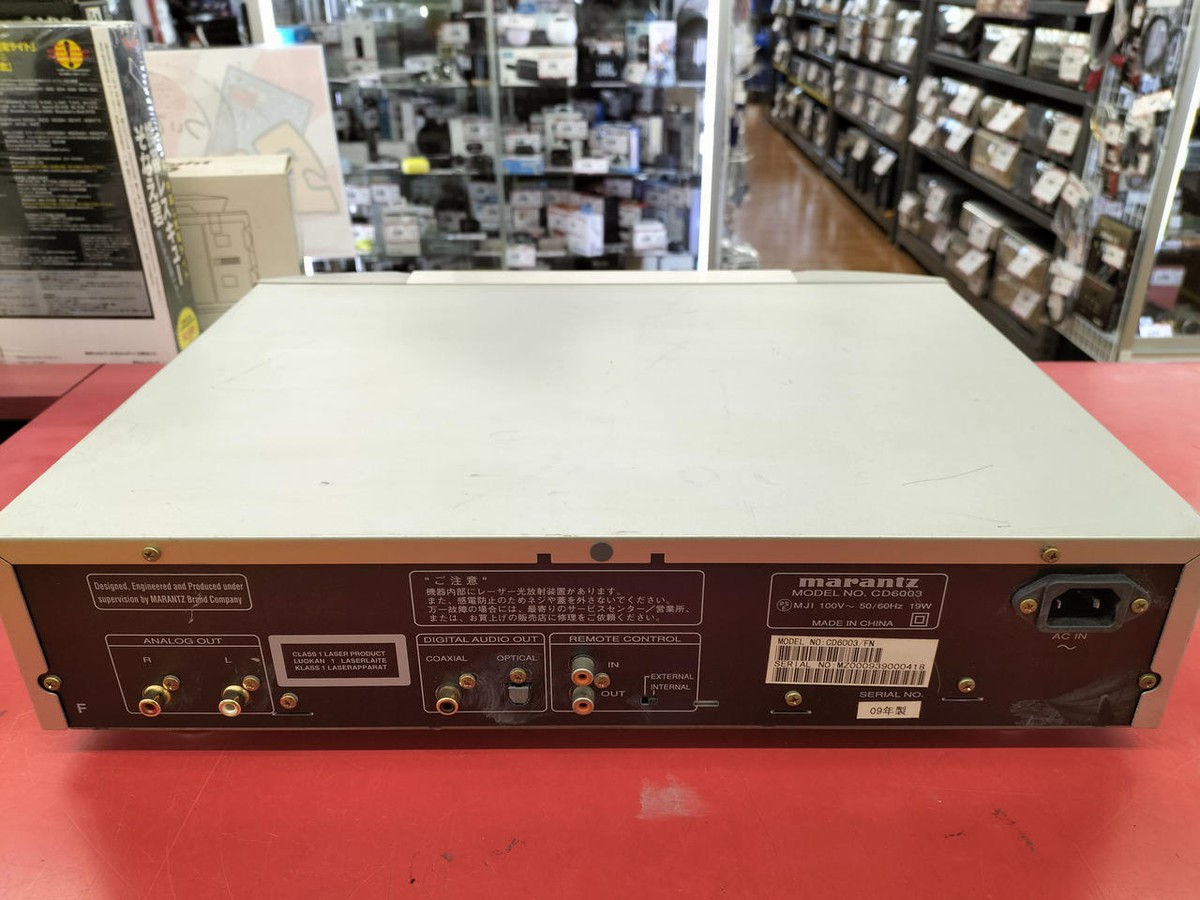 Designed, Engineered and Produced under
supervision by MARANTZ Brand Company
ANALOG OUT
R
L
F
CLASS 1 LASER PRODUCT
LUOKAN 1 LASERLAITE
KLASS 1 LASERAPPARAT
"ご注意"
機器内部にレーザー光放射装置があります。
また、感電防止のためネジや蓋を外さないでください。
万一故障の場合には、最寄りのサービスセンター/営業所、
または、お買上げの販売店に修理をご依頼ください。
DIGITAL AUDIO OUT
COAXIAL
OPTICAL
REMOTE CONTROL
IN
OUT
EXTERNAL
INTERNAL
marantz
MODEL NO. CD6003
MJI 100V～ 50/60Hz 19W
MADE IN CHINA
MODEL NO:CD6003/FN
SERIAL NO:MZ000939000418
SERIAL NO.
09年製
AC IN
～
JBL